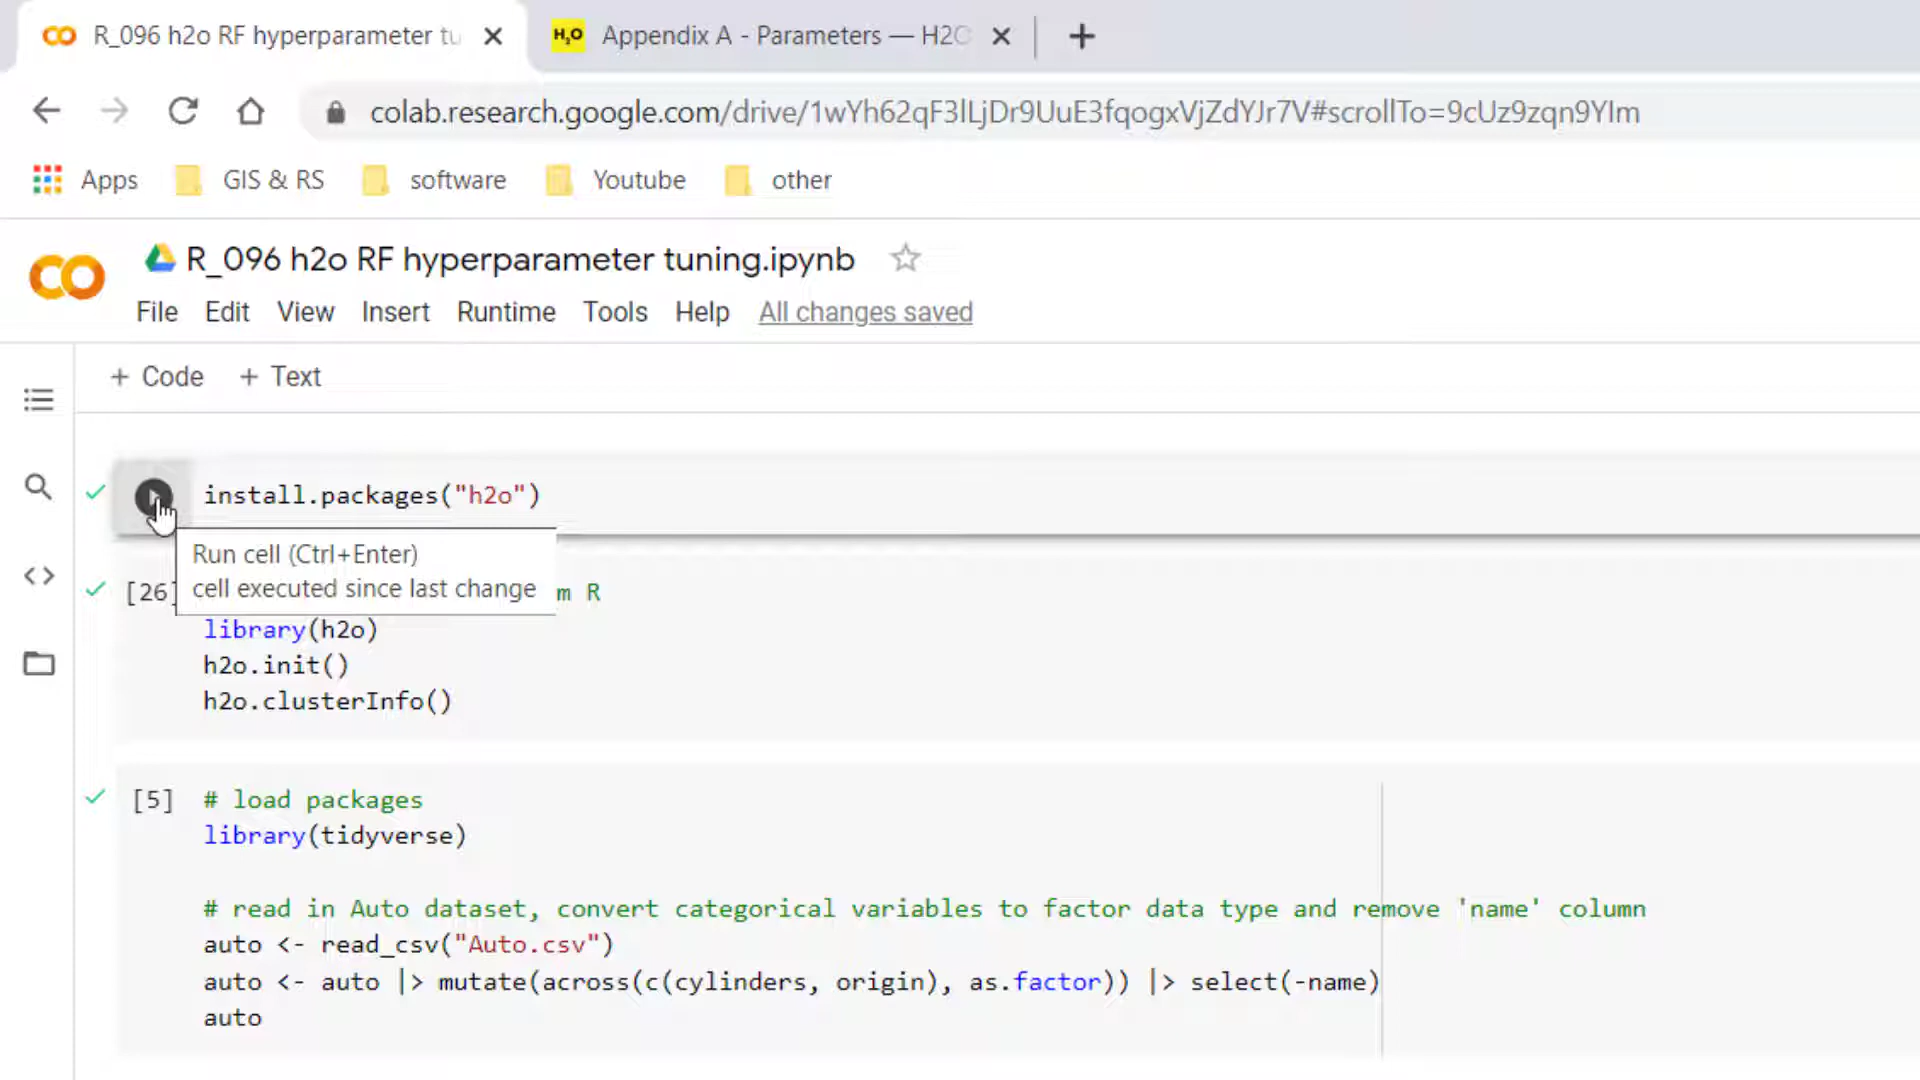 R_096 h2o RF hyperparameter tu
H2O Appendix A - Parameters — H2O
colab.research.google.com/drive/1wYh62qF3lLjDr9UuE3fqogxVjZdYJr7V#scrollTo=9cUz9zqn9YIm
Apps GIS & RS software Youtube other
R_096 h2o RF hyperparameter tuning.ipynb
File Edit View Insert Runtime Tools Help All changes saved
+ Code + Text
install.packages("h2o")
Run cell (Ctrl+Enter)
cell executed since last change
[26] m R
library(h2o)
h2o.init()
h2o.clusterInfo()
[5] # load packages
library(tidyverse)
# read in Auto dataset, convert categorical variables to factor data type and remove 'name' column
auto <- read_csv("Auto.csv")
auto <- auto |> mutate(across(c(cylinders, origin), as.factor)) |> select(-name)
auto